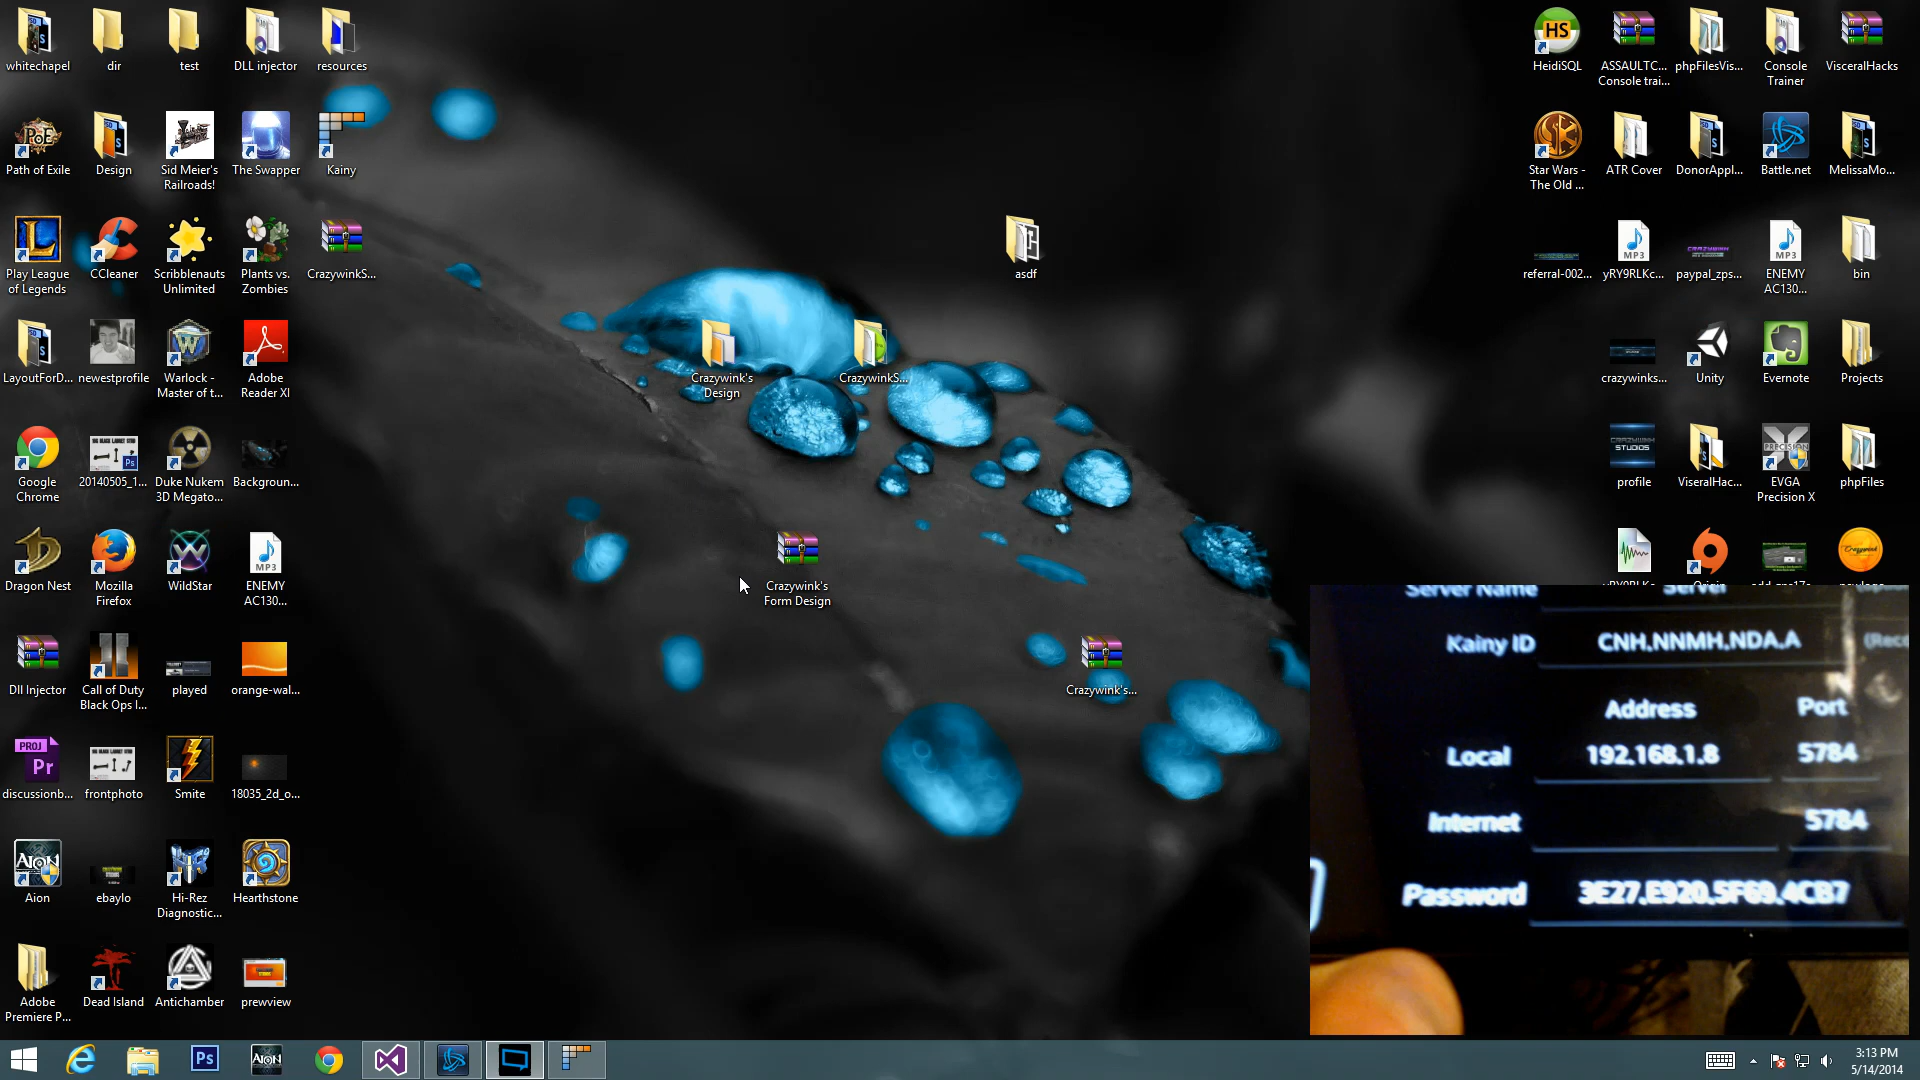 whitechapel
dir
test
DLL injector
resources
Path of Exile
Design
Sid Meier's
Railroads!
The Swapper
Kainy
Play League
of Legends
CCleaner
Scribblenauts
Unlimited
Plants vs.
Zombies
CrazywinkS...
LayoutForD...
newestprofile
Warlock -
Master of t...
Adobe
Reader XI
Google
Chrome
20140505_1...
Duke Nukem
3D Megato...
Backgroun...
Dragon Nest
Mozilla
Firefox
WildStar
ENEMY
AC130...
Dll Injector
Call of Duty
Black Ops I...
played
orange-wal...
discussionb...
frontphoto
Smite
18035_2d_o...
Aion
ebaylo
Hi-Rez
Diagnostic...
Hearthstone
Adobe
Premiere P...
Dead Island
Antichamber
prewview
asdf
Crazywink's
Design
CrazywinkS...
Crazywink's
Form Design
Crazywink's...
HeidiSQL
ASSAULTC...
Console trai...
phpFilesVis...
Console
Trainer
VisceralHacks
Star Wars -
The Old ...
ATR Cover
DonorAppl...
Battle.net
MelissaMo...
referral-002...
yRY9RLKc...
paypal_zps...
ENEMY
AC130...
bin
crazywinks...
Unity
Evernote
Projects
profile
ViseralHac...
EVGA
Precision X
phpFiles
Server Name
Server
Kainy ID
CNH.NNMH.NDA.A
(Reco
Address
Port
Local
192.168.1.8
5784
Internet
5784
Password
3E27.E920.5F69.4CB7
3:13 PM
5/14/2014